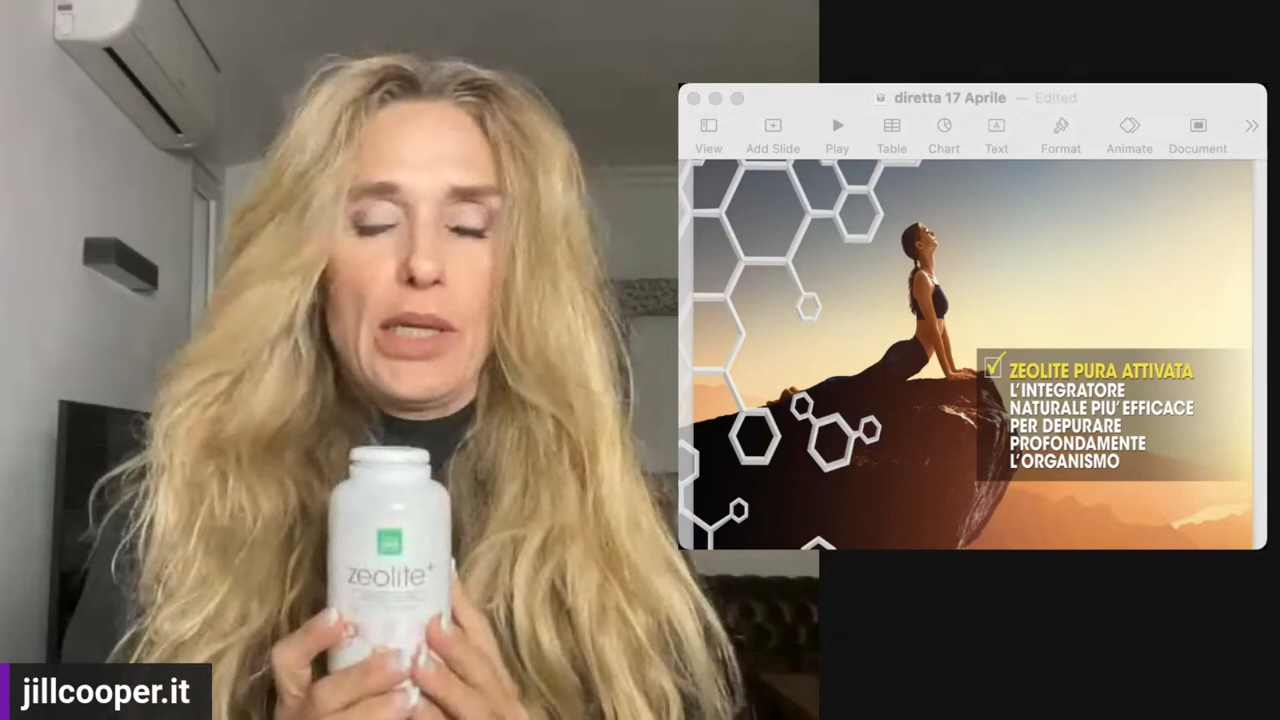 diretta 17 Aprile — Edited
View Add Slide Play Table Chart Text Format Animate Document
ZEOLITE PURA ATTIVATA
L'INTEGRATORE
NATURALE PIU' EFFICACE
PER DEPURARE
PROFONDAMENTE
L'ORGANISMO
zeolite+
jillcooper.it